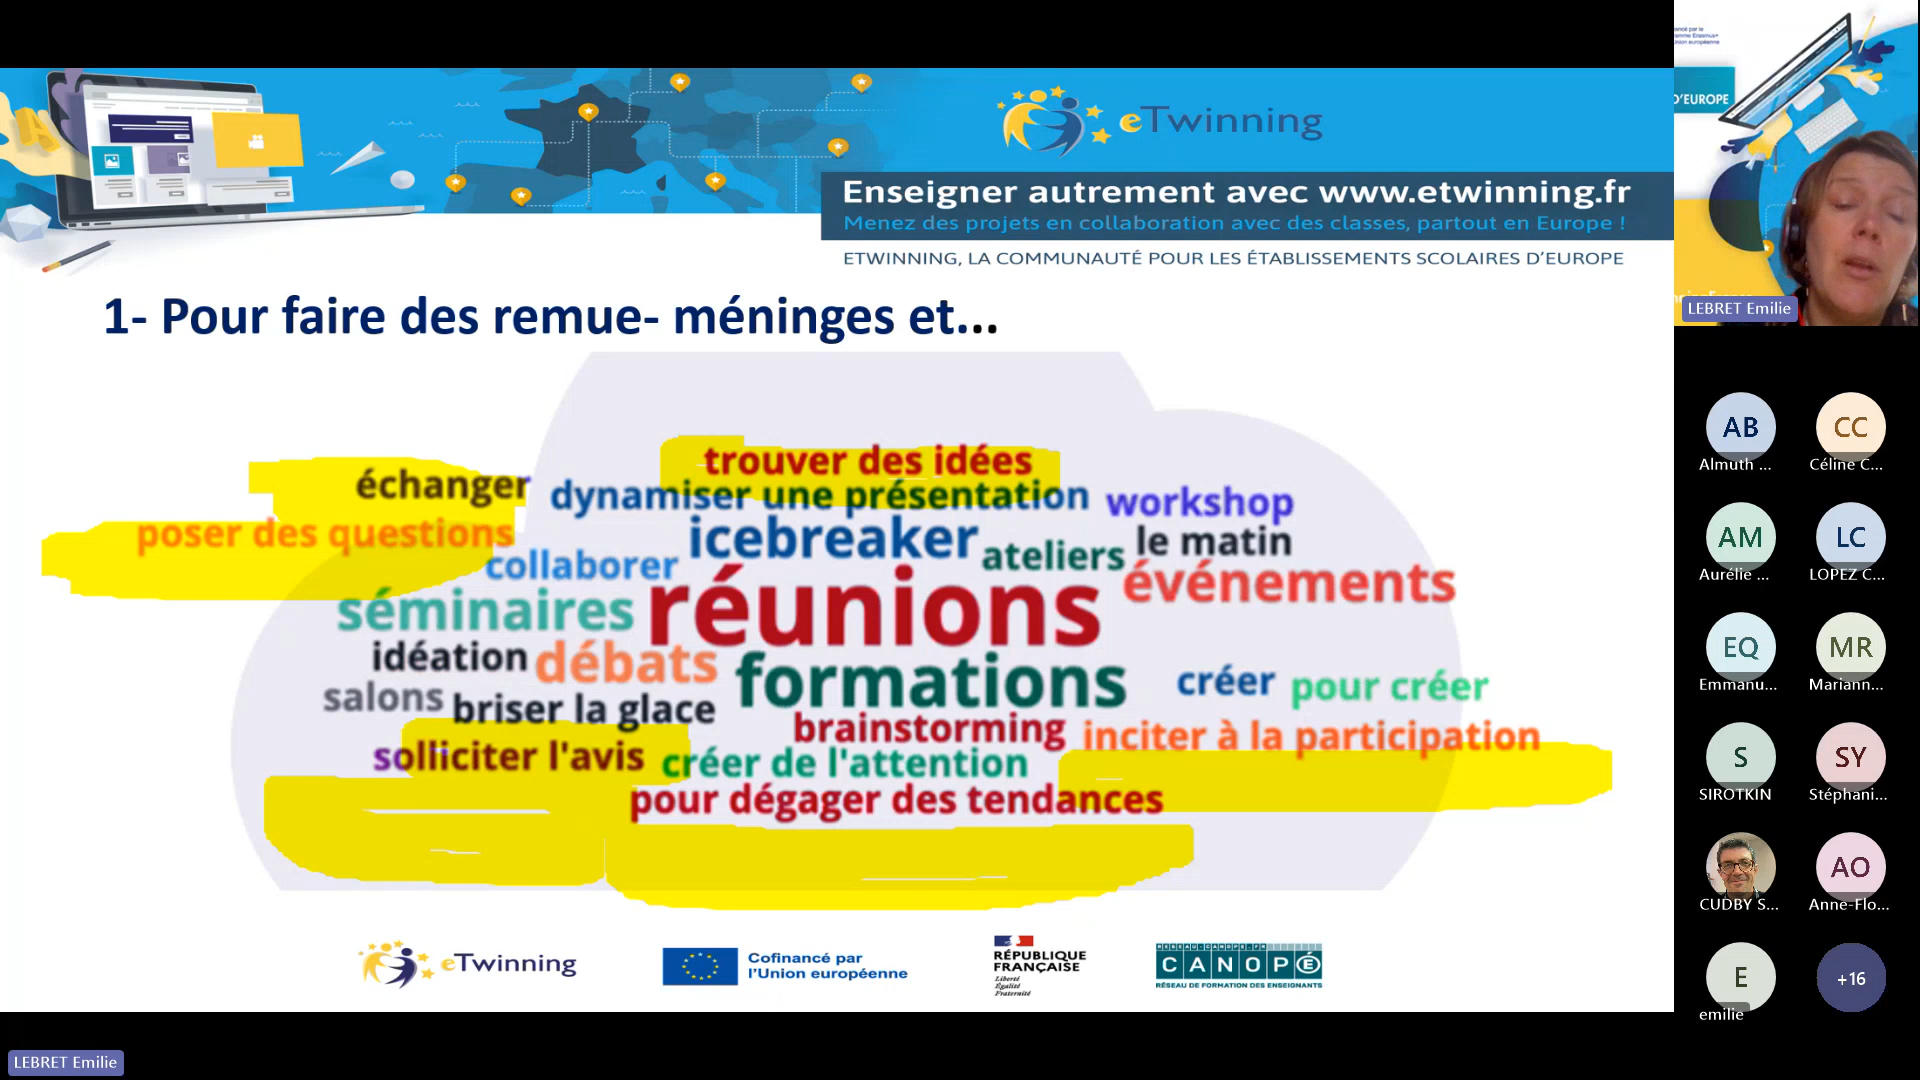 eTwinning
Enseigner autrement avec www.etwinning.fr
Menez des projets en collaboration avec des classes, partout en Europe !
ETWINNING, LA COMMUNAUTÉ POUR LES ÉTABLISSEMENTS SCOLAIRES D'EUROPE
1- Pour faire des remue- méninges et...
trouver des idées
échanger
dynamiser une présentation
workshop
poser des questions
icebreaker
ateliers
le matin
collaborer
réunions
événements
séminaires
idéation
débats
formations
créer
pour créer
salons
briser la glace
brainstorming
inciter à la participation
solliciter l'avis
créer de l'attention
pour dégager des tendances
eTwinning
Cofinancé par
l'Union européenne
RÉPUBLIQUE
FRANÇAISE
Liberté
Égalité
Fraternité
RESEAU-CANOPE.FR
CANOPÉ
RÉSEAU DE FORMATION DES ENSEIGNANTS
LEBRET Emilie
D'EUROPE
LEBRET Emilie
AB
Almuth ...
CC
Céline C...
AM
Aurélie ...
LC
LOPEZ C...
EQ
Emmanu...
MR
Mariann...
S
SIROTKIN
SY
Stéphani...
CUDBY S...
AO
Anne-Flo...
E
emilie
+16